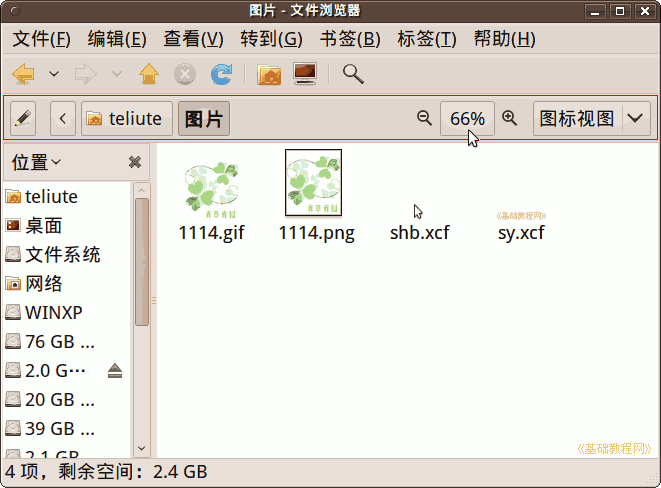 图片 - 文件浏览器
文件(F) 编辑(E) 查看(V) 转到(G) 书签(B) 标签(T) 帮助(H)
teliute 图片 66% 图标视图
位置
teliute
桌面
文件系统
网络
WINXP
76 GB ...
2.0 G···
20 GB ...
39 GB ...
2.1 GB
青草青园 青草青园
《基础教程网》
1114.gif 1114.png shb.xcf sy.xcf
《基础教程网》
4 项，剩余空间：2.4 GB